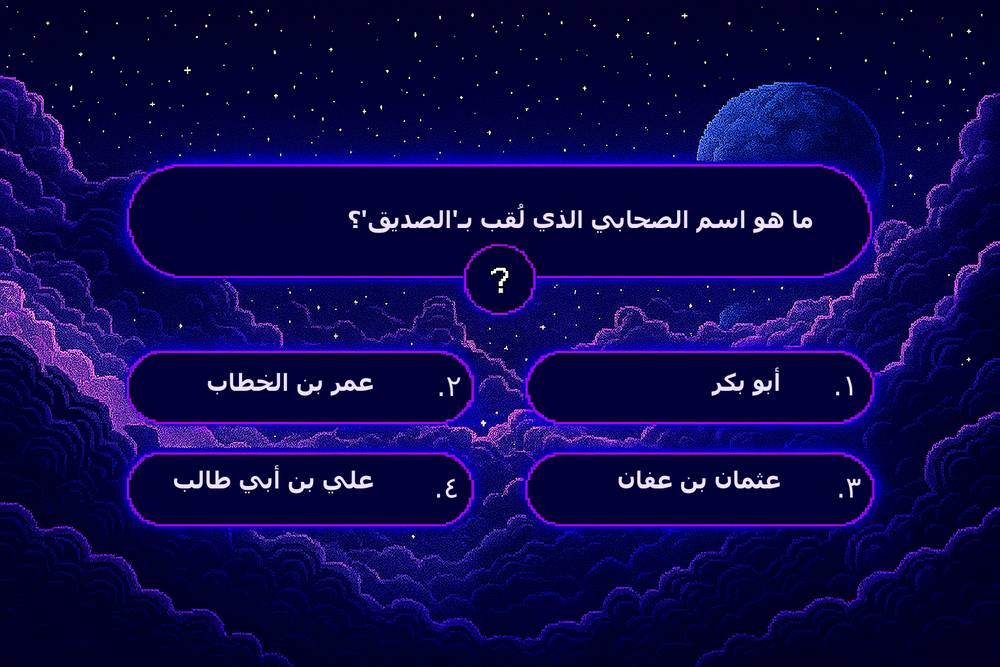 ما هو اسم الصحابي الذي لُقب بـ'الصديق'؟
?
١. أبو بكر
٢. عمر بن الخطاب
٣. عثمان بن عفان
٤. علي بن أبي طالب